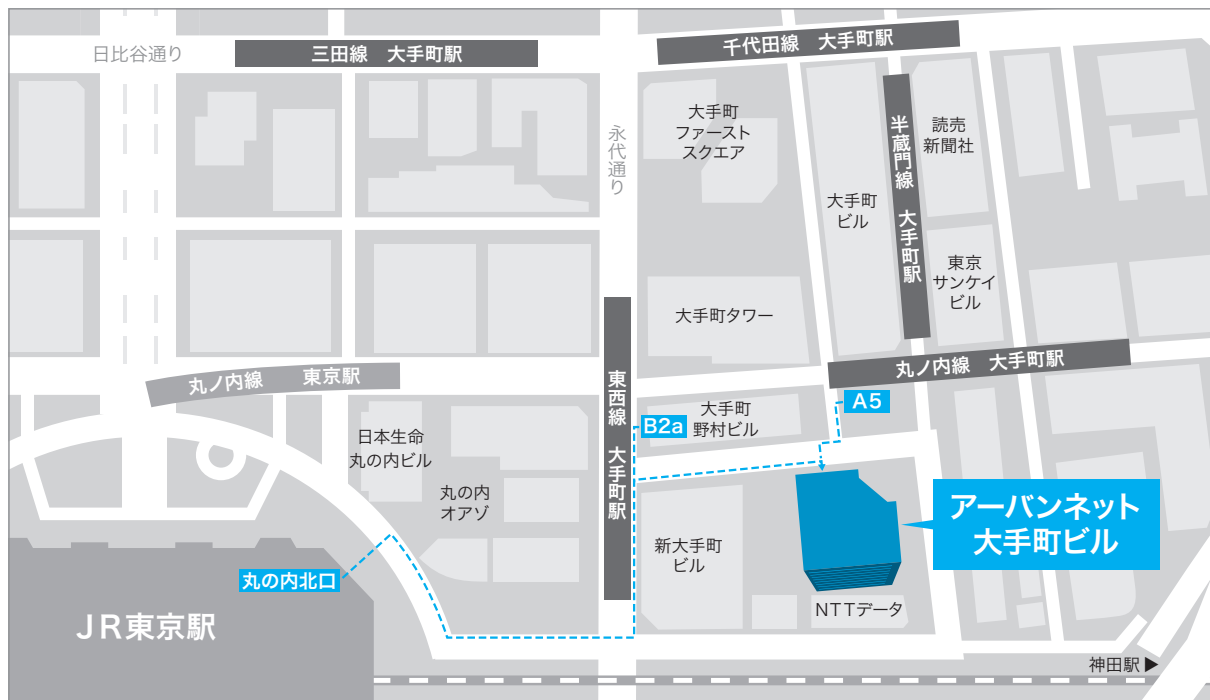 日比谷通り
三田線　大手町駅
千代田線　大手町駅
永代通り
大手町
ファースト
スクエア
大手町
ビル
半蔵門線　大手町駅
読売
新聞社
東京
サンケイ
ビル
大手町タワー
丸ノ内線　大手町駅
丸ノ内線　東京駅
東西線　大手町駅
A5
B2a
大手町
野村ビル
日本生命
丸の内ビル
丸の内
オアゾ
アーバンネット
大手町ビル
新大手町
ビル
丸の内北口
NTTデータ
JR東京駅
神田駅▶